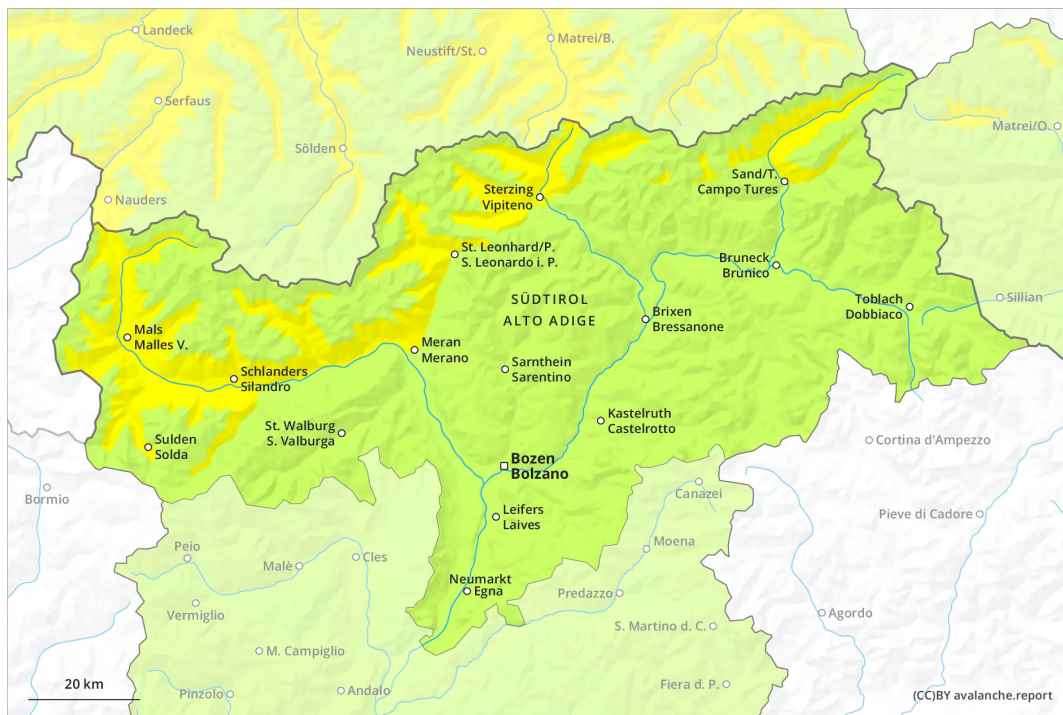 Landeck
Matrei/B.
Neustift/St.
Serfaus
Matrei/O.
Sölden
Sand/T.
Campo Tures
Sterzing
Vipiteno
Nauders
St. Leonhard/P.
S. Leonardo i. P.
Bruneck
Brunico
SÜDTIROL
ALTO ADIGE
Toblach
Dobbiaco
Sillian
Brixen
Bressanone
Mals
Malles V.
Meran
Merano
Sarnthein
Sarentino
Schlanders
Silandro
St. Walburg
S. Valburga
Kastelruth
Castelrotto
Sulden
Solda
Cortina d'Ampezzo
Bozen
Bolzano
Bormio
Canazei
Leifers
Laives
Pieve di Cadore
Peio
Cles
Moena
Malè
Neumarkt
Egna
Predazzo
Vermiglio
Agordo
S. Martino d. C.
M. Campiglio
20 km
Pinzolo
Andalo
Fiera d. P.
(CC)BY avalanche.report